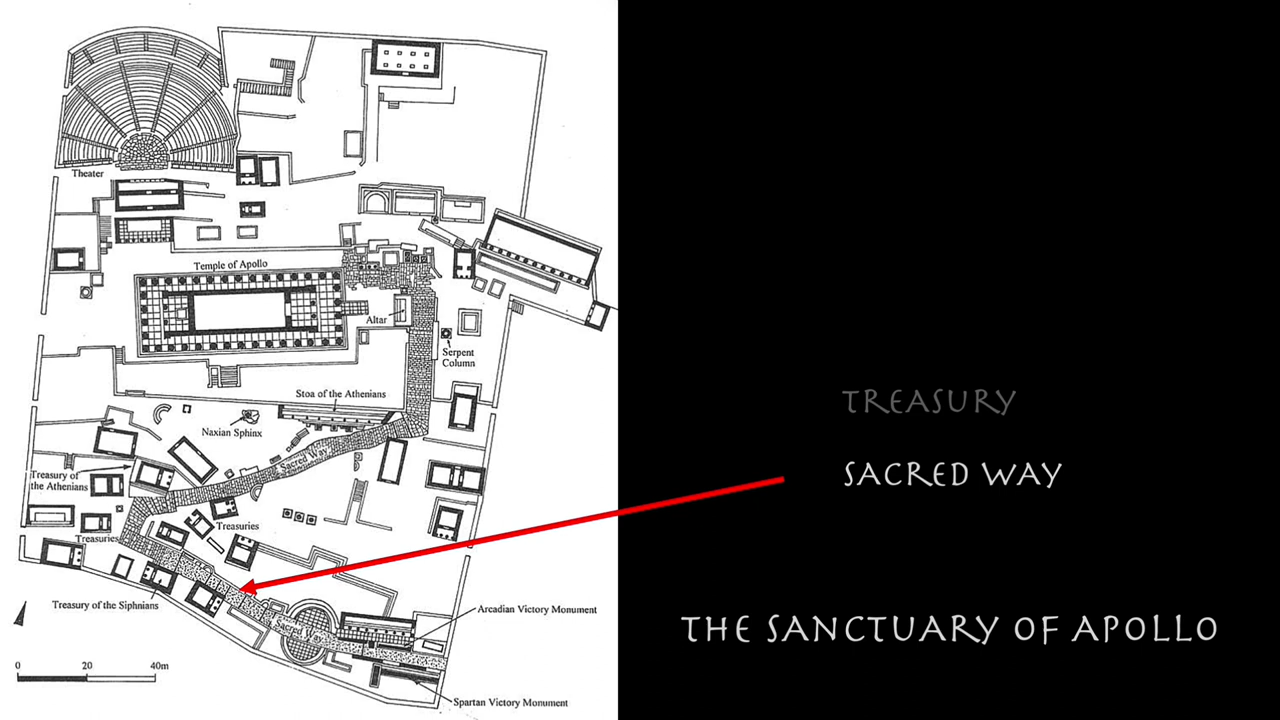 Theater
Temple of Apollo
Altar
Serpent
Column
Stoa of the Athenians
Naxian Sphinx
Sacred Way
Treasury of
the Athenians
Treasuries
Treasuries
Treasury of the Siphnians
Sacred Way
Arcadian Victory Monument
Spartan Victory Monument
0 20 40m
TREASURY
SACRED WAY
THE SANCTUARY OF APOLLO